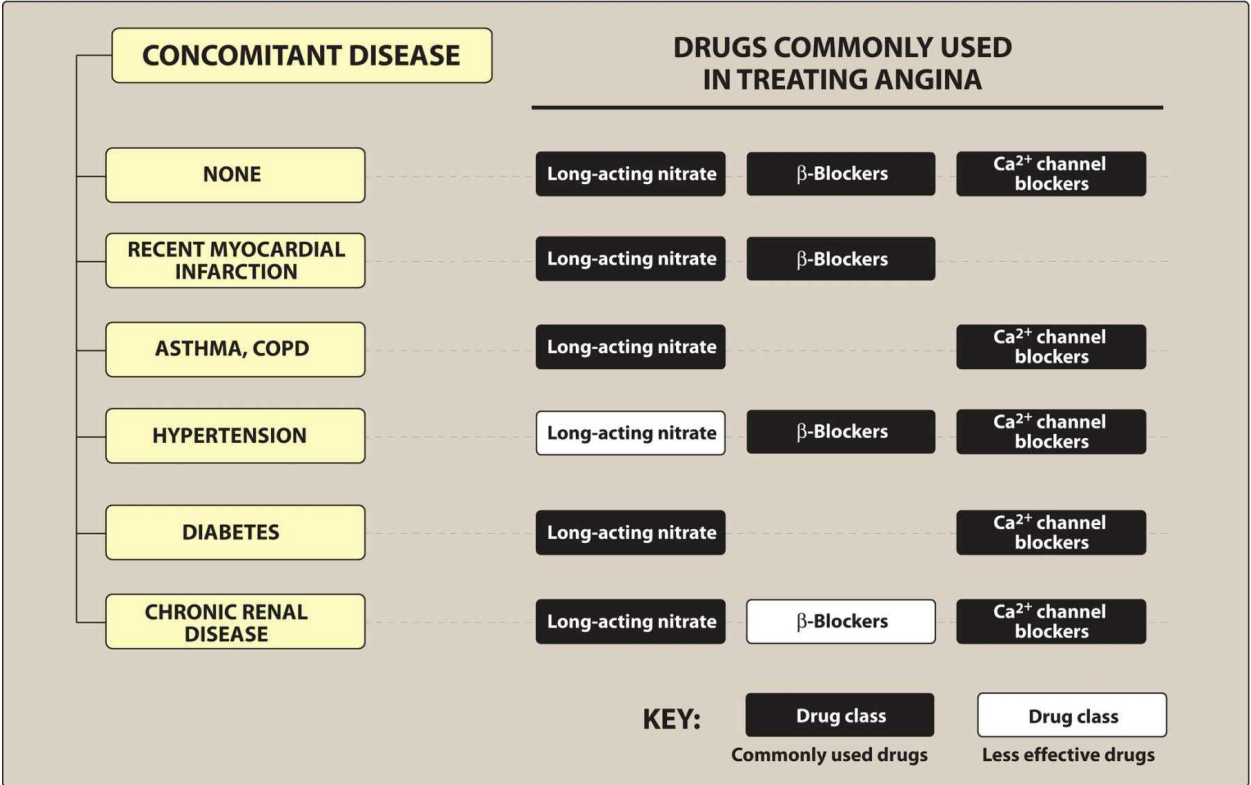 CONCOMITANT DISEASE
DRUGS COMMONLY USED
IN TREATING ANGINA
NONE
Long-acting nitrate
β-Blockers
Ca²⁺ channel
blockers
RECENT MYOCARDIAL
INFARCTION
Long-acting nitrate
β-Blockers
ASTHMA, COPD
Long-acting nitrate
Ca²⁺ channel
blockers
HYPERTENSION
Long-acting nitrate
β-Blockers
Ca²⁺ channel
blockers
DIABETES
Long-acting nitrate
Ca²⁺ channel
blockers
CHRONIC RENAL
DISEASE
Long-acting nitrate
β-Blockers
Ca²⁺ channel
blockers
KEY:
Drug class
Commonly used drugs
Drug class
Less effective drugs